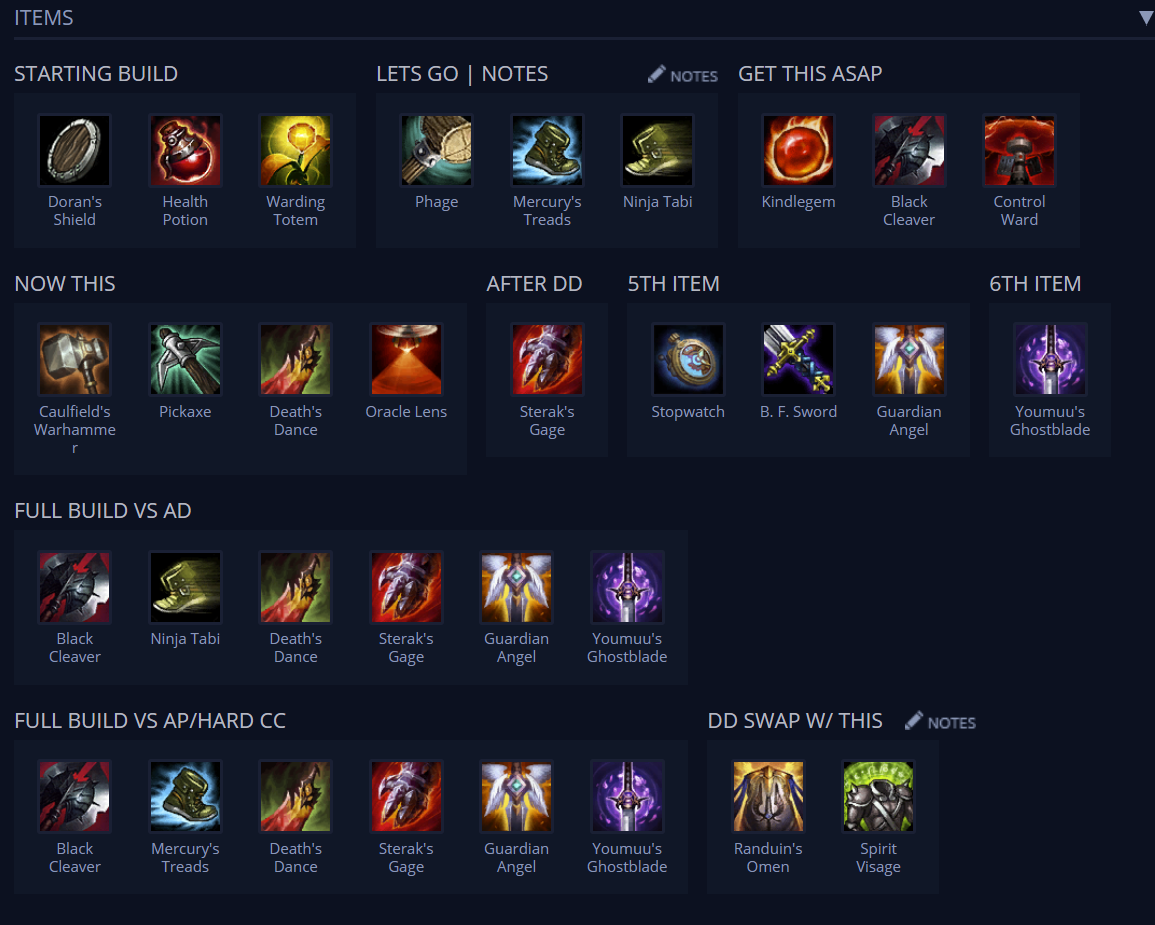 ITEMS
STARTING BUILD
Doran's
Shield
Health
Potion
Warding
Totem
LETS GO | NOTES
NOTES
Phage
Mercury's
Treads
Ninja Tabi
GET THIS ASAP
Kindlegem
Black
Cleaver
Control
Ward
NOW THIS
Caulfield's
Warhamme
r
Pickaxe
Death's
Dance
Oracle Lens
AFTER DD
Sterak's
Gage
5TH ITEM
Stopwatch
B. F. Sword
Guardian
Angel
6TH ITEM
Youmuu's
Ghostblade
FULL BUILD VS AD
Black
Cleaver
Ninja Tabi
Death's
Dance
Sterak's
Gage
Guardian
Angel
Youmuu's
Ghostblade
FULL BUILD VS AP/HARD CC
Black
Cleaver
Mercury's
Treads
Death's
Dance
Sterak's
Gage
Guardian
Angel
Youmuu's
Ghostblade
DD SWAP W/ THIS
NOTES
Randuin's
Omen
Spirit
Visage